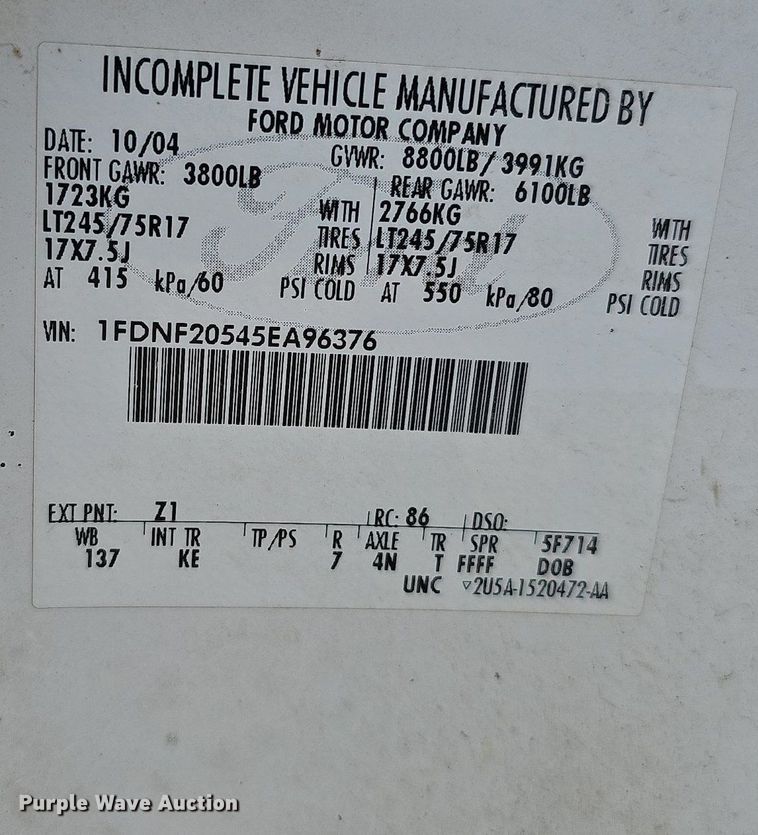 INCOMPLETE VEHICLE MANUFACTURED BY
FORD MOTOR COMPANY
DATE: 10/04 GVWR: 8800LB/ 3991KG
FRONT GAWR: 3800LB REAR GAWR: 6100LB
1723KG WITH 2766KG WITH
LT245/75R17 TIRES LT245/75R17 TIRES
17X7.5J RIMS 17X7.5J RIMS
AT 415 kPa/60 PSI COLD AT 550 kPa/80 PSI COLD
VIN: 1FDNF20545EA96376
EXT PNT: Z1 RC: 86 DSO:
WB INT TR TP/PS R AXLE TR SPR 5F714
137 KE 7 4N T FFFF DOB
UNC ▽2U5A-1520472-AA
Ford
Purple Wave Auction